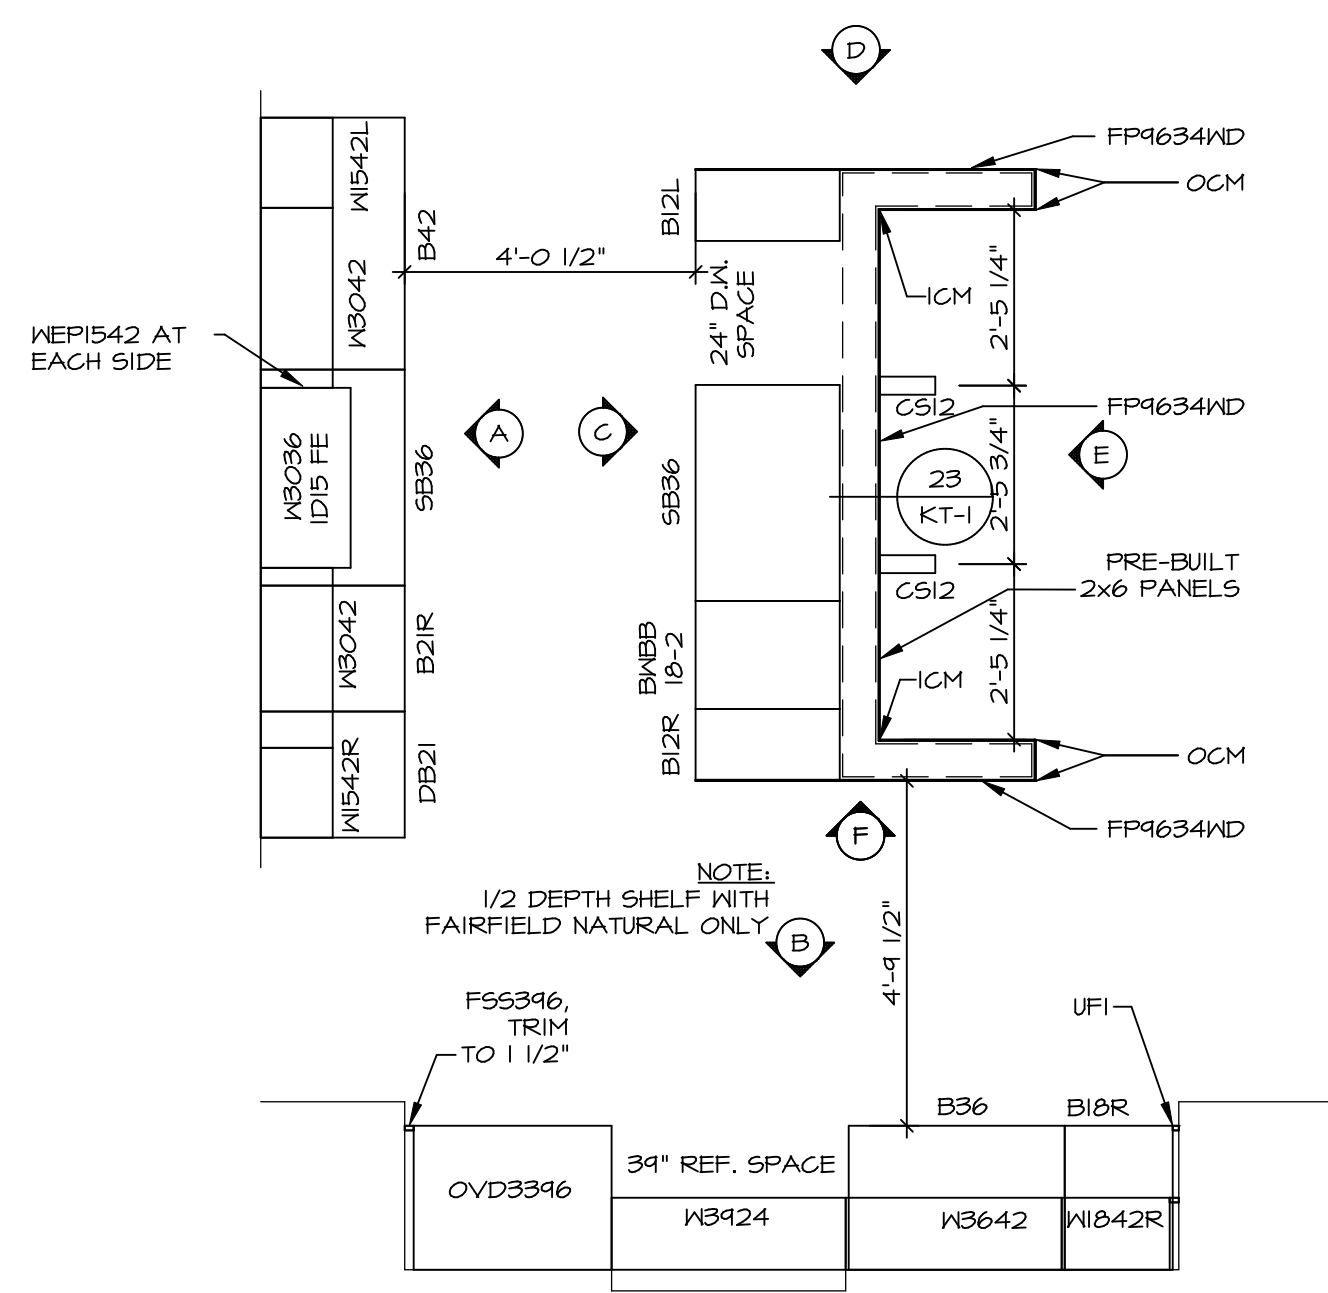 D
FP9634WD
OCM
W1542L
B42
B12L
4'-0 1/2"
24" D.W.
SPACE
1CM
2'-5 1/4"
W3042
WEP1542 AT
EACH SIDE
CS12
FP9634WD
A
C
E
W3036
1D15 FE
SB36
SB36
23
KT-1
2'-5 3/4"
PRE-BUILT
2x6 PANELS
CS12
W3042
B21R
BWBB
18-2
2'-5 1/4"
1CM
W1542R
DB21
B12R
OCM
FP9634WD
F
NOTE:
1/2 DEPTH SHELF WITH
FAIRFIELD NATURAL ONLY
B
4'-9 1/2"
FSS396,
TRIM
TO 1 1/2"
UF1
B36
B18R
39" REF. SPACE
OVD3396
W3924
W3642
W1842R